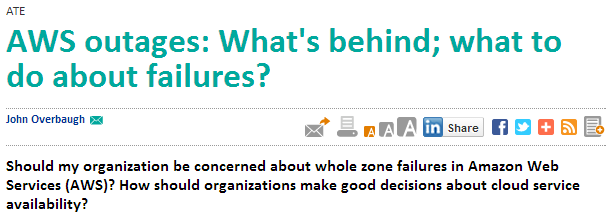 ATE
AWS outages: What's behind; what to
do about failures?
John Overbaugh
A A A in Share
Should my organization be concerned about whole zone failures in Amazon Web
Services (AWS)? How should organizations make good decisions about cloud service
availability?